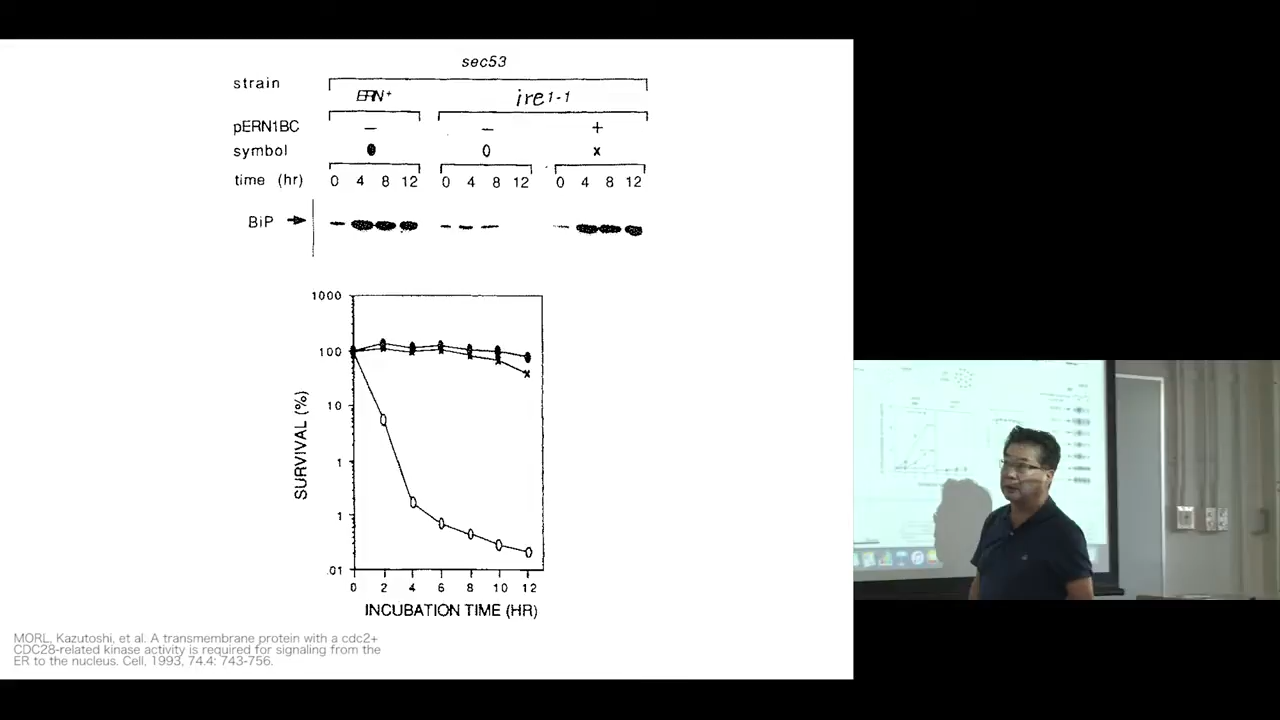 sec53
strain
ERN+
ire1-1
pERN1BC – – +
symbol
time (hr) 0 4 8 12 0 4 8 12 0 4 8 12
BiP
1000
100
10
1
1
.01
SURVIVAL (%)
0 2 4 6 8 10 12
INCUBATION TIME (HR)
MORL, Kazutoshi, et al. A transmembrane protein with a cdc2+
CDC28-related kinase activity is required for signaling from the
ER to the nucleus. Cell, 1993, 74.4: 743-756.